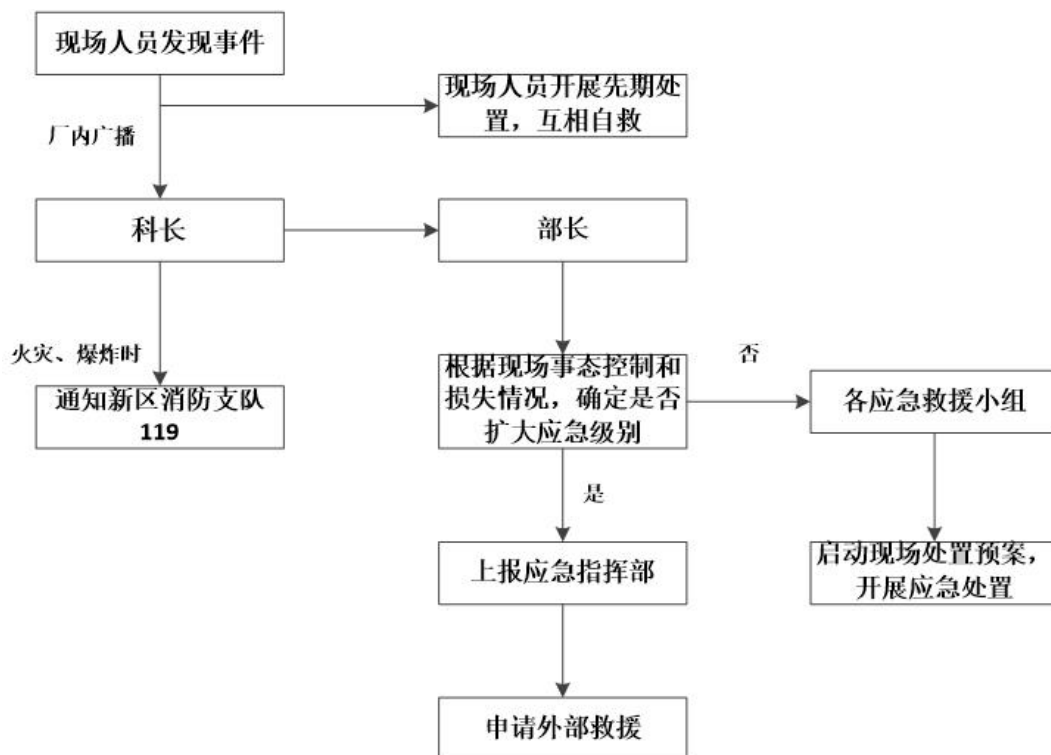 现场人员发现事件
现场人员开展先期处
置，互相自救
厂内广播
科长
部长
火灾、爆炸时
通知新区消防支队
119
根据现场事态控制和
损失情况，确定是否
扩大应急级别
否
各应急救援小组
是
上报应急指挥部
启动现场处置预案，
开展应急处置
申请外部救援